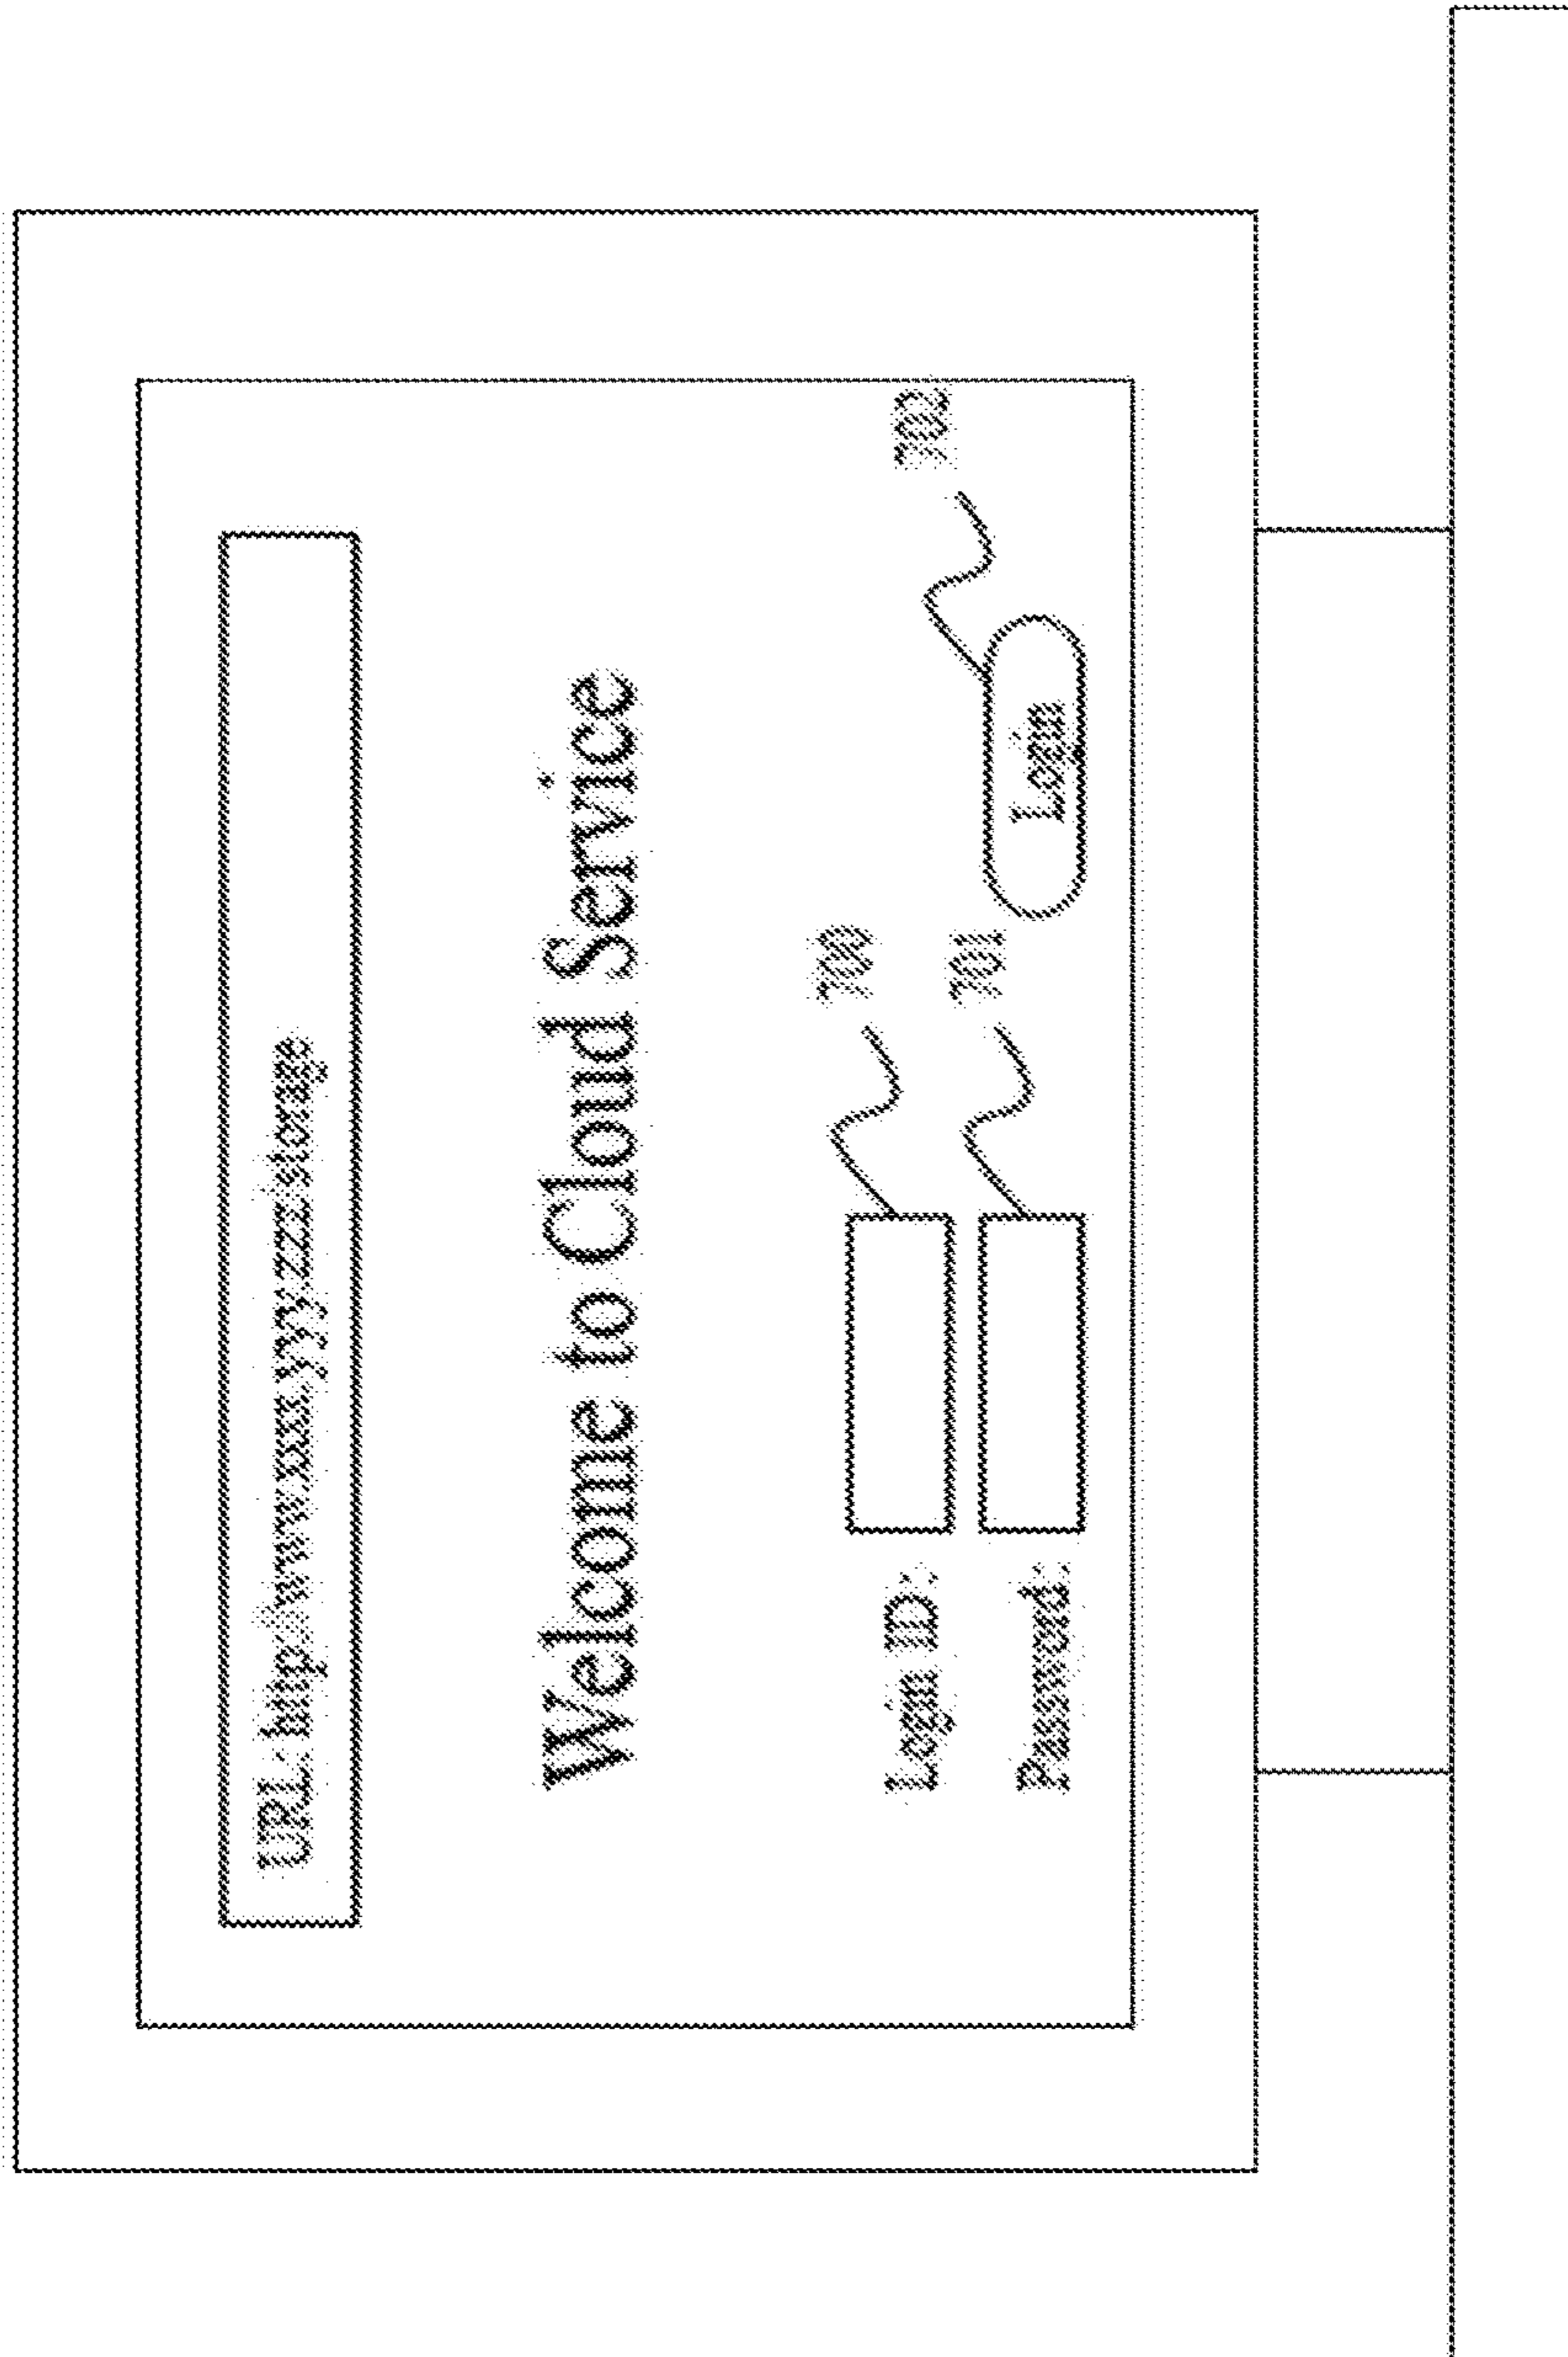 URL: http://www.xxx.yyy.zzz/storage
Welcome to Cloud Service
Login ID: 700
Password: 701
Login 702